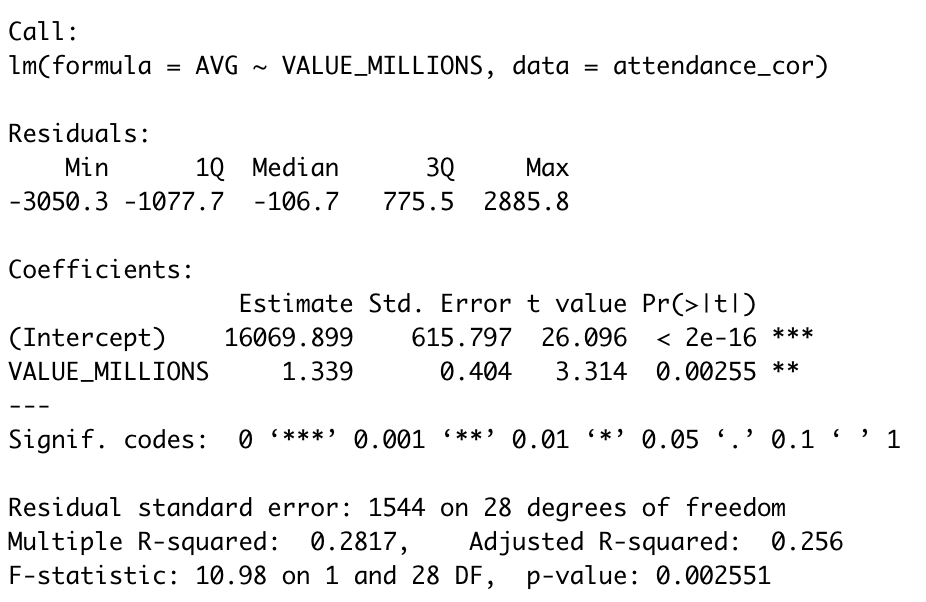 Call:
lm(formula = AVG ~ VALUE_MILLIONS, data = attendance_cor)
Residuals:
    Min      1Q  Median      3Q     Max
-3050.3 -1077.7  -106.7   775.5  2885.8
Coefficients:
                Estimate Std. Error t value Pr(>|t|)
(Intercept)    16069.899    615.797  26.096  < 2e-16 ***
VALUE_MILLIONS     1.339      0.404   3.314  0.00255 **
---
Signif. codes:  0 ‘***’ 0.001 ‘**’ 0.01 ‘*’ 0.05 ‘.’ 0.1 ‘ ’ 1
Residual standard error: 1544 on 28 degrees of freedom
Multiple R-squared:  0.2817,    Adjusted R-squared:  0.256
F-statistic: 10.98 on 1 and 28 DF,  p-value: 0.002551